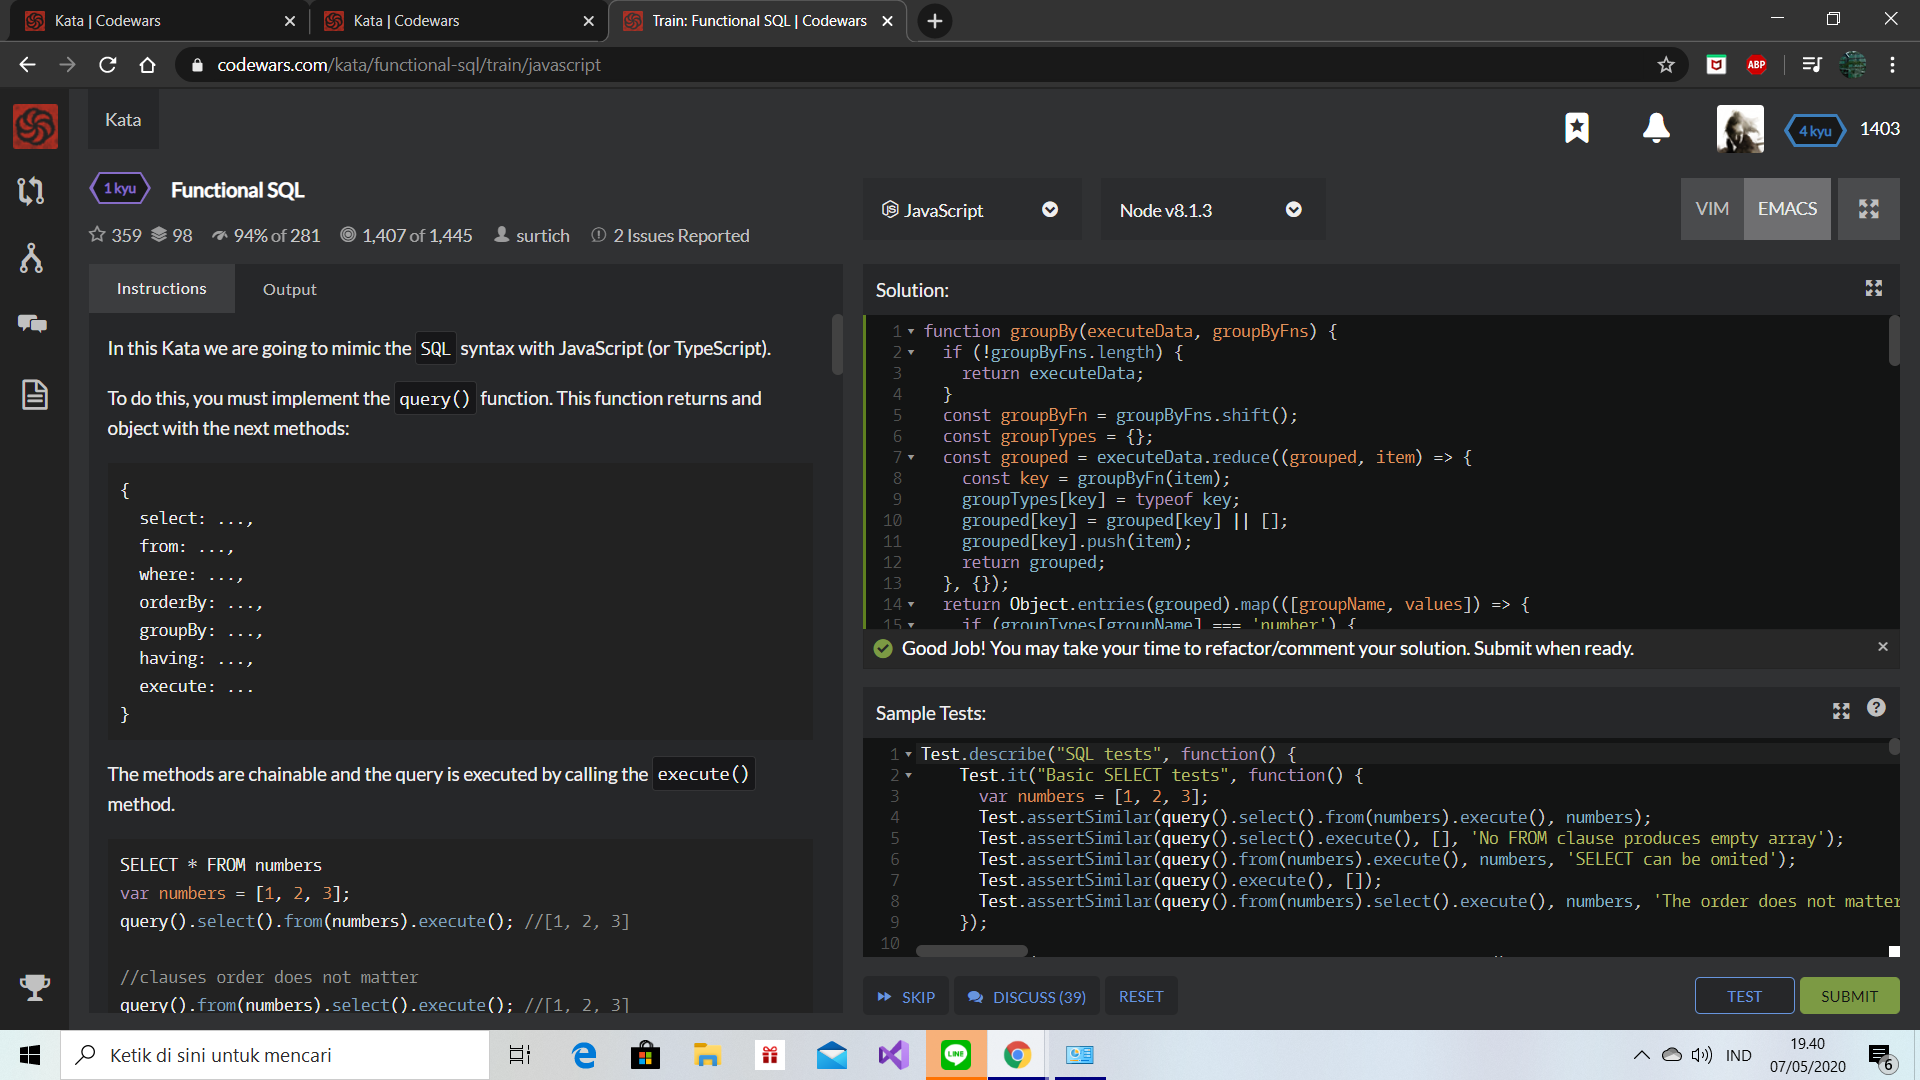 Kata | Codewars
Kata | Codewars
Train: Functional SQL | Codewars
codewars.com/kata/functional-sql/train/javascript
ABP
Kata
4 kyu
1403
1 kyu
Functional SQL
359 98 94% of 281 1,407 of 1,445 surtich 2 Issues Reported
JavaScript
Node v8.1.3
VIM
EMACS
Instructions
Output
In this Kata we are going to mimic the SQL syntax with JavaScript (or TypeScript).
To do this, you must implement the query() function. This function returns and
object with the next methods:
{
select: ...,
from: ...,
where: ...,
orderBy: ...,
groupBy: ...,
having: ...,
execute: ...
}
The methods are chainable and the query is executed by calling the execute()
method.
SELECT * FROM numbers
var numbers = [1, 2, 3];
query().select().from(numbers).execute(); //[1, 2, 3]
//clauses order does not matter
query().from(numbers).select().execute(); //[1, 2, 3]
Solution:
1 function groupBy(executeData, groupByFns) {
2 if (!groupByFns.length) {
3 return executeData;
4 }
5 const groupByFn = groupByFns.shift();
6 const groupTypes = {};
7 const grouped = executeData.reduce((grouped, item) => {
8 const key = groupByFn(item);
9 groupTypes[key] = typeof key;
10 grouped[key] = grouped[key] || [];
11 grouped[key].push(item);
12 return grouped;
13 }, {});
14 return Object.entries(grouped).map(([groupName, values]) => {
15 if (groupTypes[groupName] === 'number') {
Good Job! You may take your time to refactor/comment your solution. Submit when ready.
Sample Tests:
1 Test.describe("SQL tests", function() {
2 Test.it("Basic SELECT tests", function() {
3 var numbers = [1, 2, 3];
4 Test.assertSimilar(query().select().from(numbers).execute(), numbers);
5 Test.assertSimilar(query().select().execute(), [], 'No FROM clause produces empty array');
6 Test.assertSimilar(query().from(numbers).execute(), numbers, 'SELECT can be omited');
7 Test.assertSimilar(query().execute(), []);
8 Test.assertSimilar(query().from(numbers).select().execute(), numbers, 'The order does not matter
9 });
10
SKIP
DISCUSS (39)
RESET
TEST
SUBMIT
Ketik di sini untuk mencari
LINE
IND
19.40
07/05/2020
6